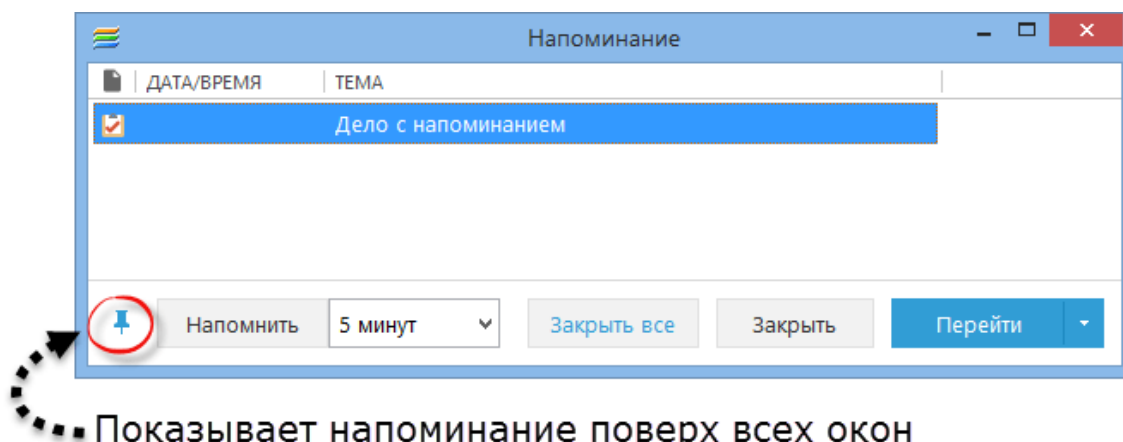 Напоминание
ДАТА/ВРЕМЯ ТЕМА
Дело с напоминанием
Напомнить 5 минут Закрыть все Закрыть Перейти
Показывает напоминание поверх всех окон